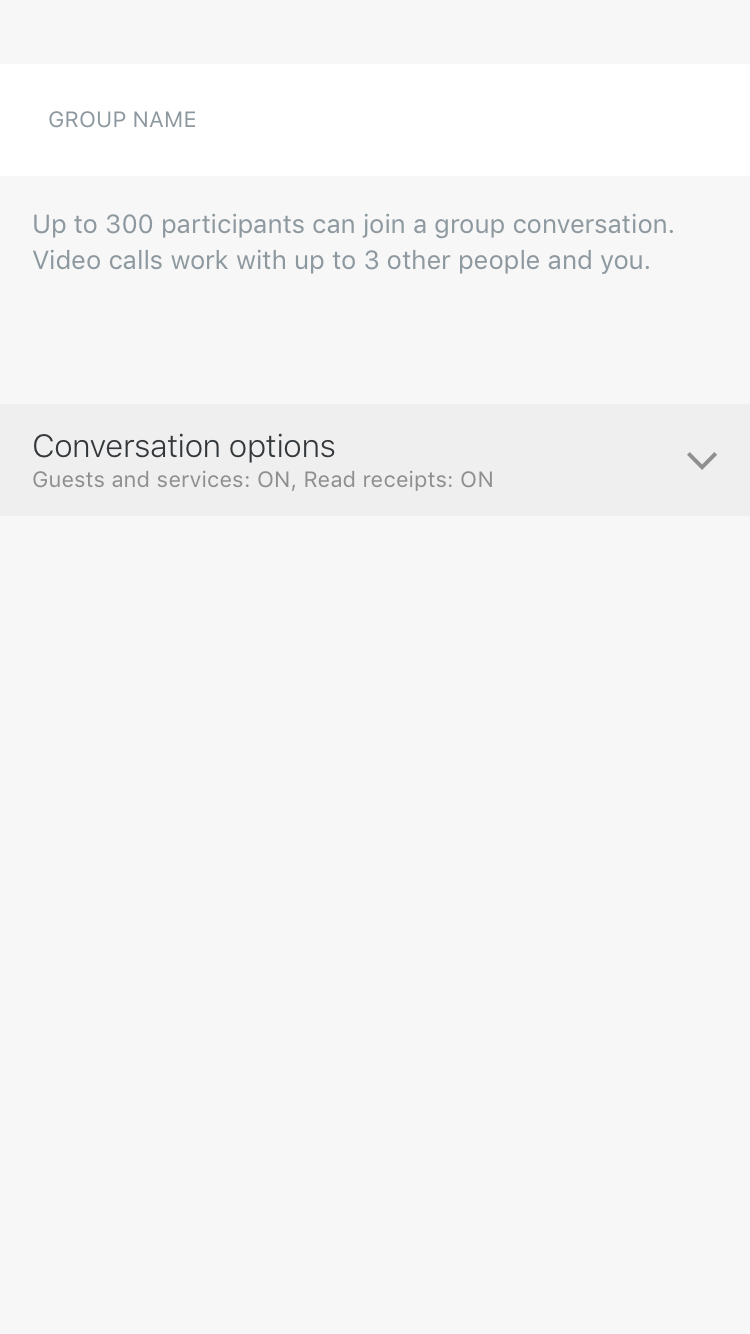 GROUP NAME
Up to 300 participants can join a group conversation.
Video calls work with up to 3 other people and you.
Conversation options
Guests and services: ON, Read receipts: ON